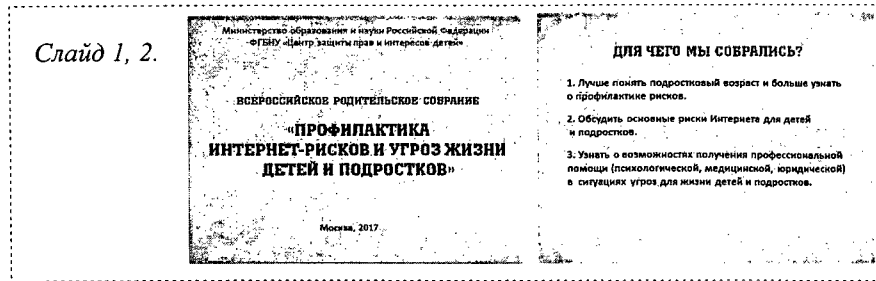 Слайд 1, 2.
Министерство образования и науки Российской Федерации
ФГБНУ «Центр защиты прав и интересов детей»
ВСЕРОССИЙСКОЕ РОДИТЕЛЬСКОЕ СОБРАНИЕ
«ПРОФИЛАКТИКА
ИНТЕРНЕТ-РИСКОВ И УГРОЗ ЖИЗНИ
ДЕТЕЙ И ПОДРОСТКОВ»
Москва, 2017
ДЛЯ ЧЕГО МЫ СОБРАЛИСЬ?
1. Лучше понять подростковый возраст и больше узнать
о профилактике рисков.
2. Обсудить основные риски Интернета для детей
и подростков.
3. Узнать о возможностях получения профессиональной
помощи (психологической, медицинской, юридической)
в ситуациях угроз для жизни детей и подростков.